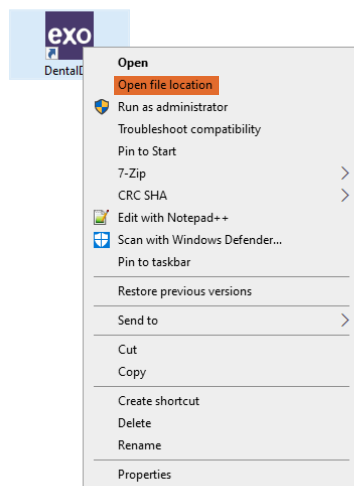 exo
DentalD
Open
Open file location
Run as administrator
Troubleshoot compatibility
Pin to Start
7-Zip
CRC SHA
Edit with Notepad++
Scan with Windows Defender...
Pin to taskbar
Restore previous versions
Send to
Cut
Copy
Create shortcut
Delete
Rename
Properties